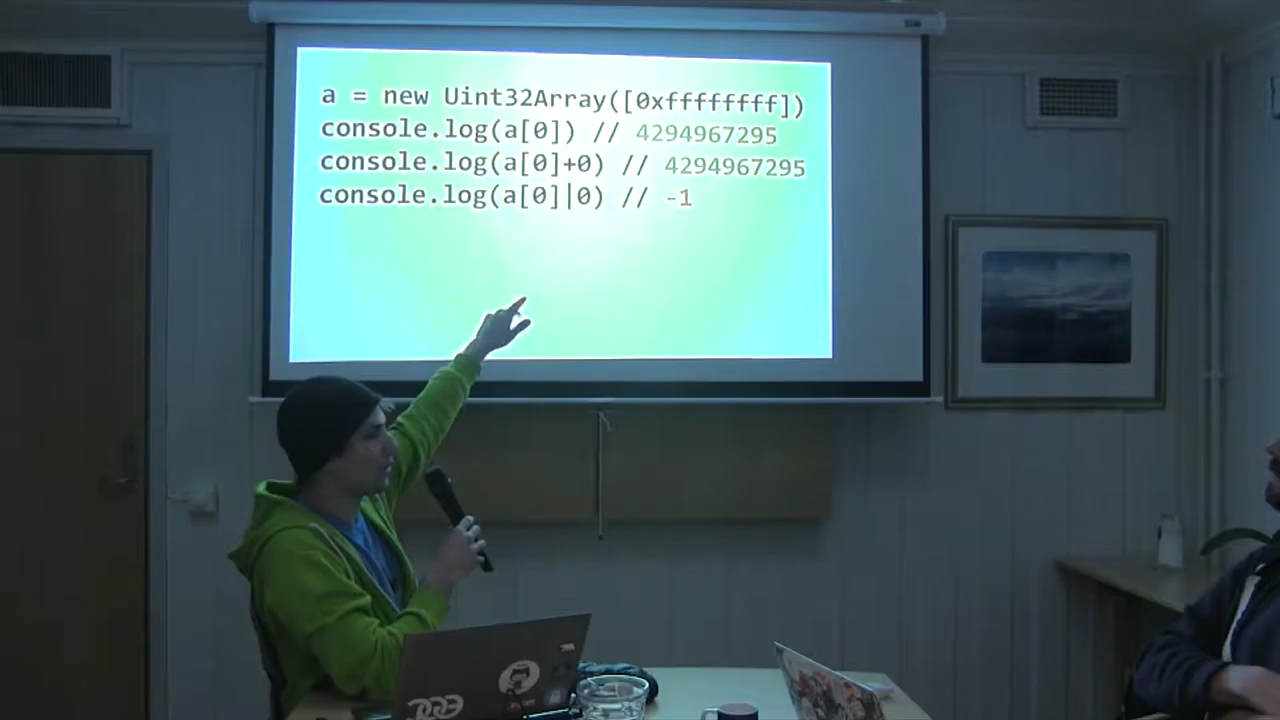 a = new Uint32Array([0xffffffff])
console.log(a[0]) // 4294967295
console.log(a[0]+0) // 4294967295
console.log(a[0]|0) // -1